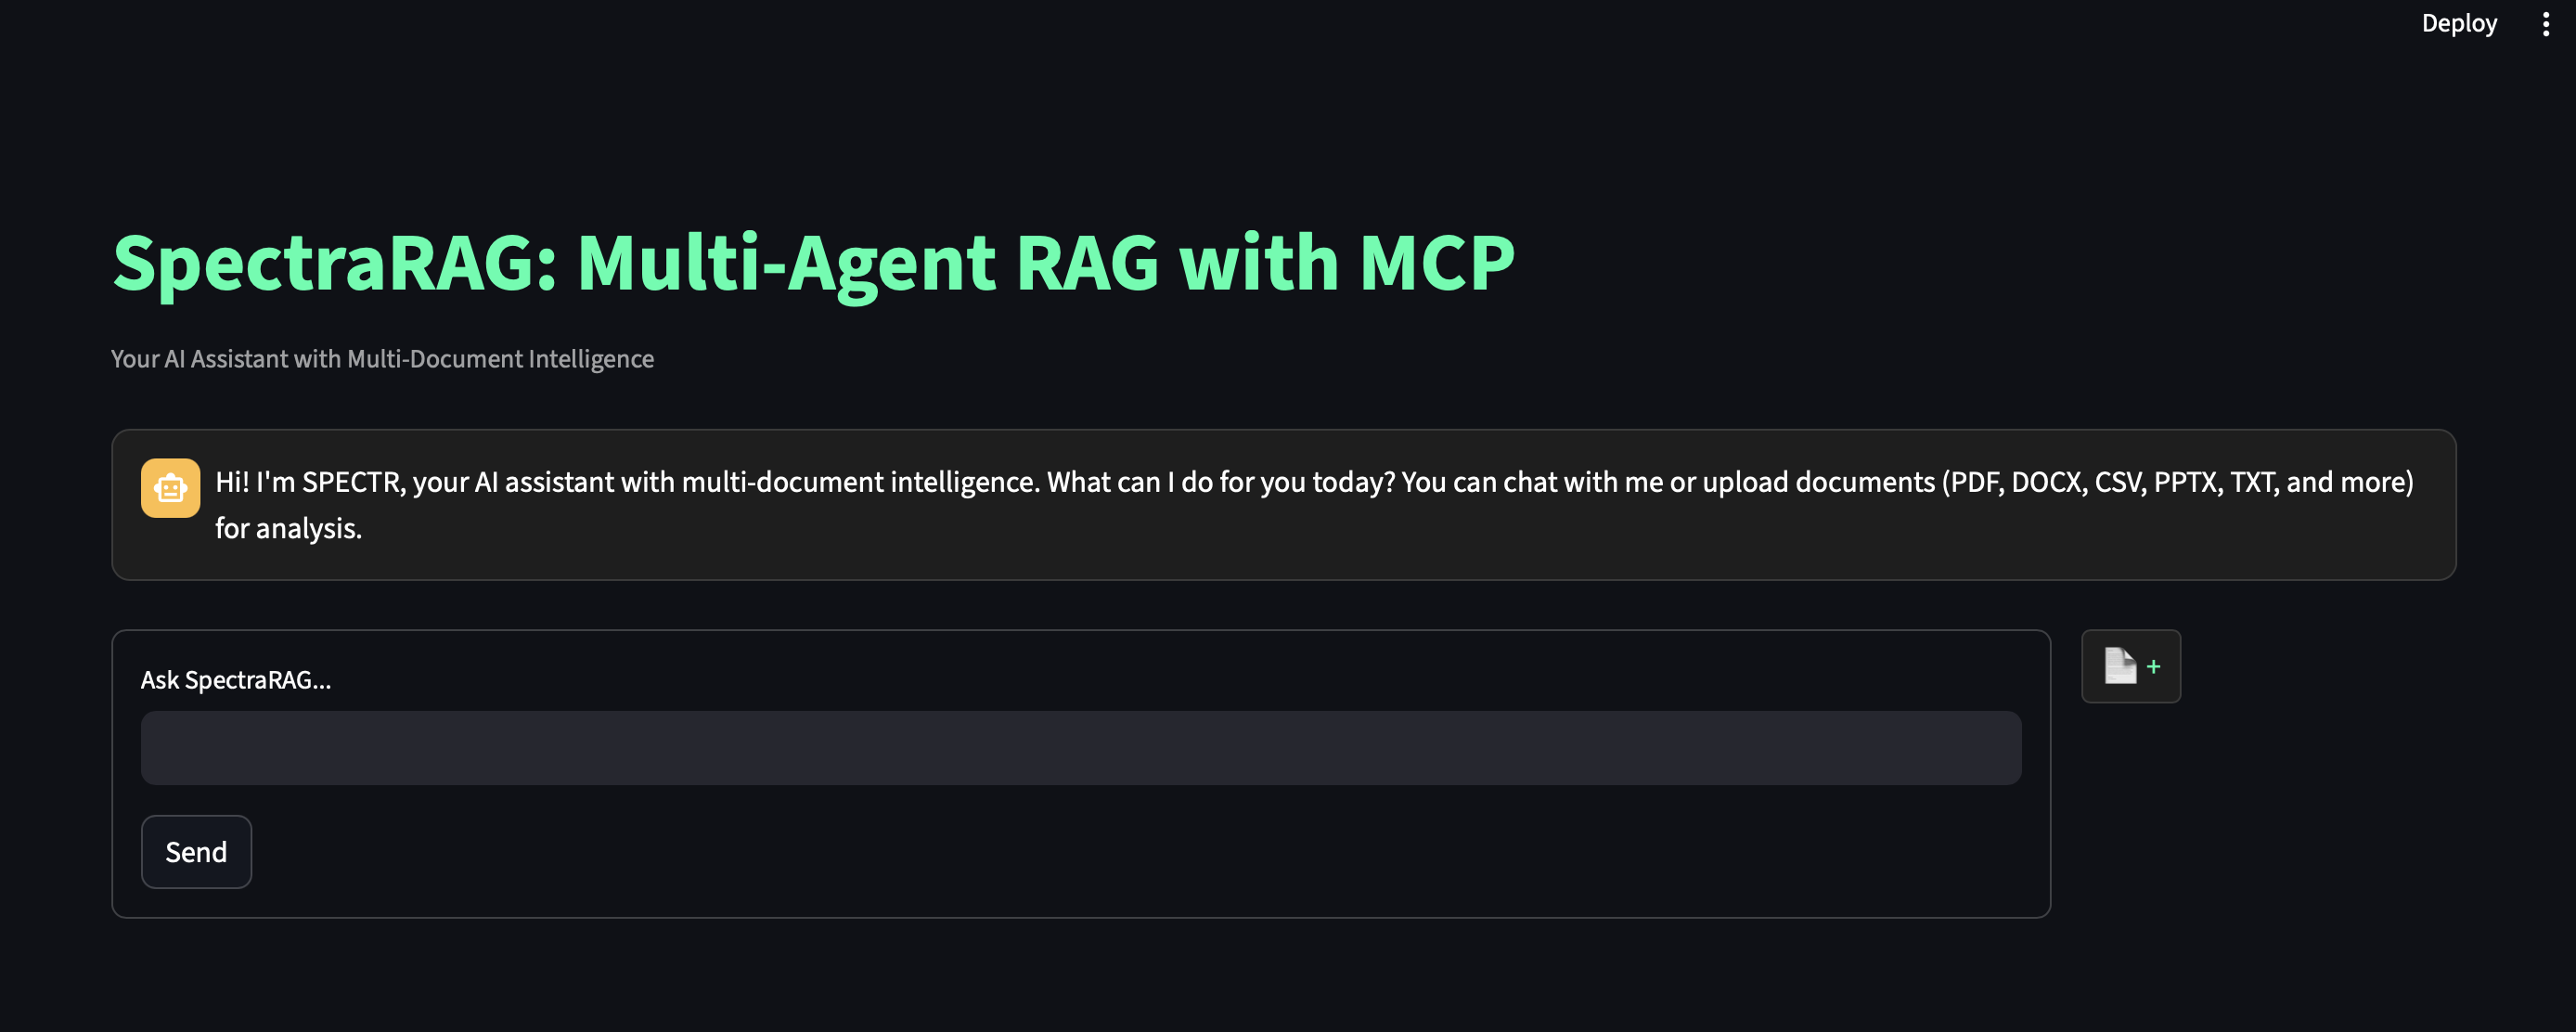 Deploy
SpectraRAG: Multi-Agent RAG with MCP
Your AI Assistant with Multi-Document Intelligence
Hi! I'm SPECTR, your AI assistant with multi-document intelligence. What can I do for you today? You can chat with me or upload documents (PDF, DOCX, CSV, PPTX, TXT, and more)
for analysis.
Ask SpectraRAG...
+
Send